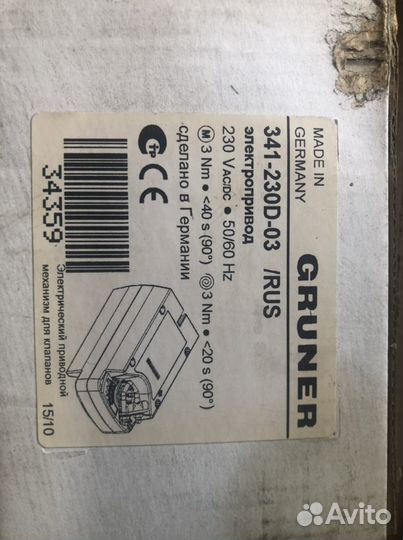 MADE IN
GERMANY
GRUNER
341-230D-03 /RUS
электропривод
230 VAC/DC • 50/60 Hz
M 3 Nm • <40 s (90°) 3 Nm • <20 s (90°)
сделано в Германии
CE
34359
Электрический приводной
механизм для клапанов
15/10
Avito